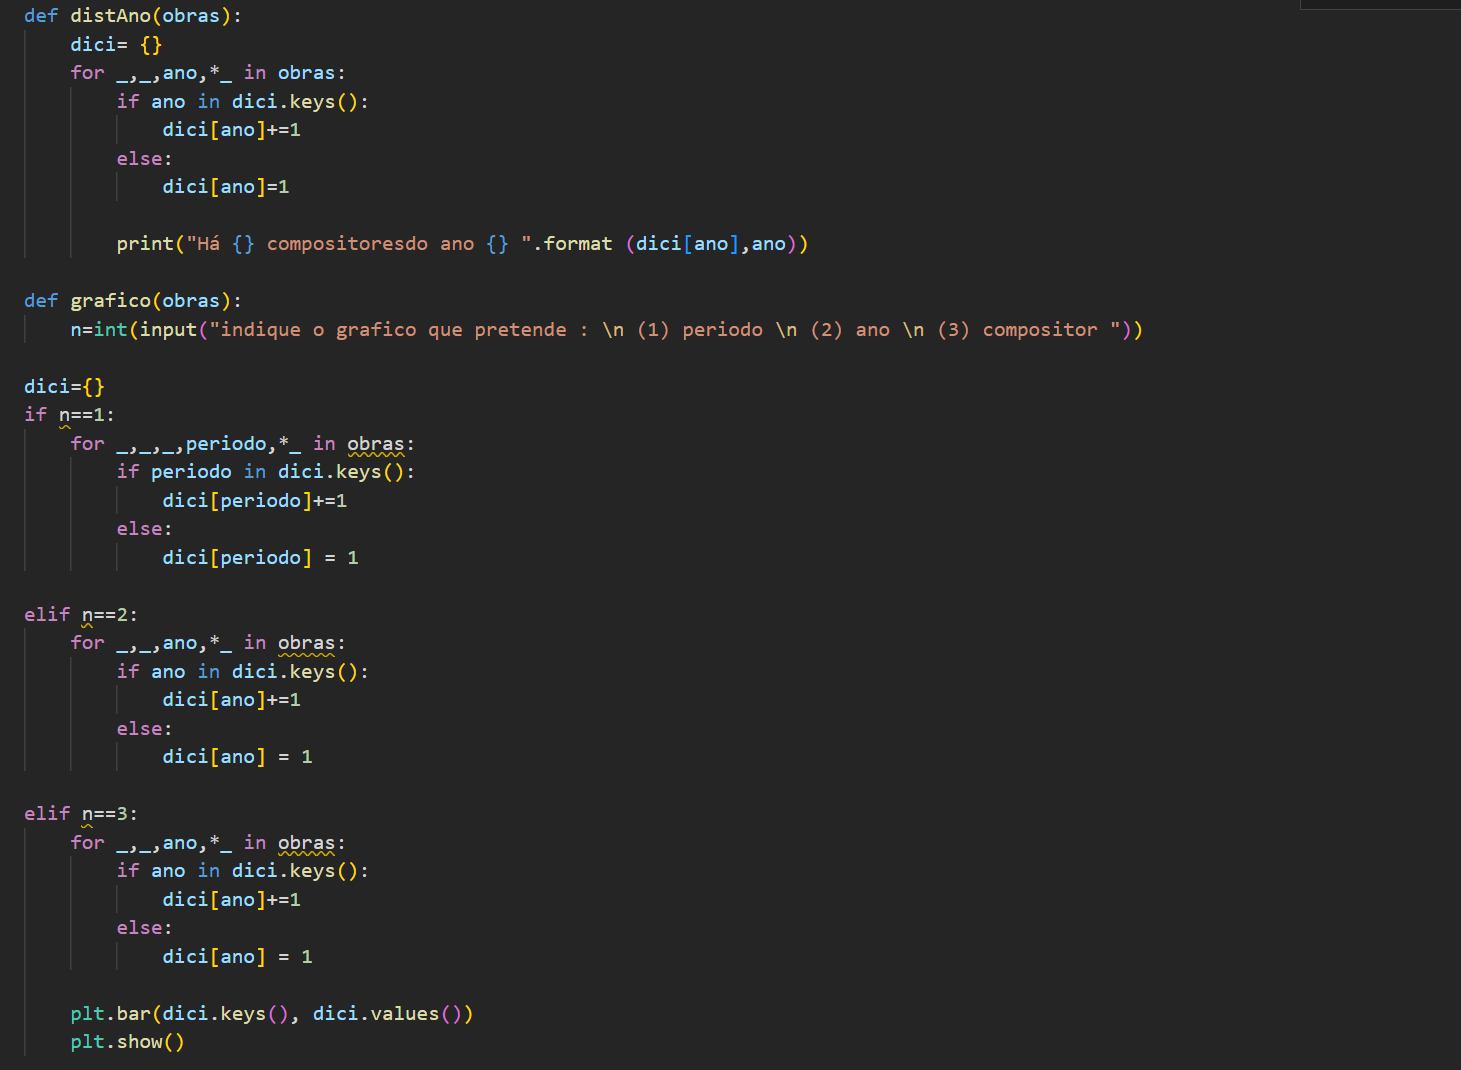 def distAno(obras):
    dici= {}
    for _,_,ano,*_ in obras:
        if ano in dici.keys():
            dici[ano]+=1
        else:
            dici[ano]=1

        print("Há {} compositoresdo ano {} ".format (dici[ano],ano))

def grafico(obras):
    n=int(input("indique o grafico que pretende : \n (1) periodo \n (2) ano \n (3) compositor "))

dici={}
if n==1:
    for _,_,_,periodo,*_ in obras:
        if periodo in dici.keys():
            dici[periodo]+=1
        else:
            dici[periodo] = 1

elif n==2:
    for _,_,ano,*_ in obras:
        if ano in dici.keys():
            dici[ano]+=1
        else:
            dici[ano] = 1

elif n==3:
    for _,_,ano,*_ in obras:
        if ano in dici.keys():
            dici[ano]+=1
        else:
            dici[ano] = 1

    plt.bar(dici.keys(), dici.values())
    plt.show()